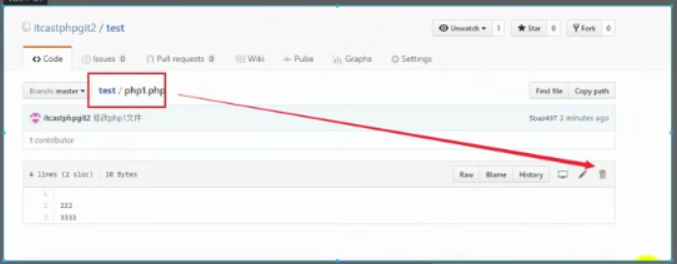 itcastphpgit2 / test
Unwatch 1 Star 0 Fork 0
Code Issues 0 Pull requests 0 Wiki Pulse Graphs Settings
Branch: master test / php1.php Find file Copy path
itcastphpgit2 修改php1文件 3 minutes ago
1 contributor
4 lines (2 sloc) 10 Bytes Raw Blame History
1
2 222
3 3333